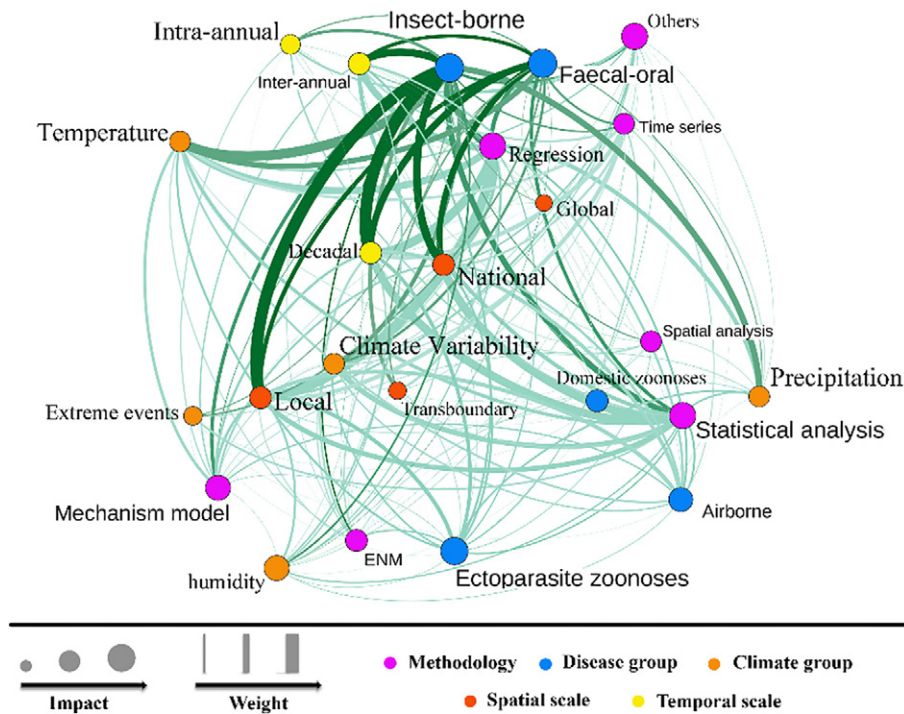 Insect-borne
Others
Intra-annual
Inter-annual
Faecal-oral
Temperature
Time series
Regression
Global
Decadal
National
Spatial analysis
Climate Variability
Domestic zoonoses
Precipitation
Extreme events
Local
Transboundary
Statistical analysis
Mechanism model
Airborne
ENM
humidity
Ectoparasite zoonoses
Impact
Weight
Methodology
Disease group
Climate group
Spatial scale
Temporal scale